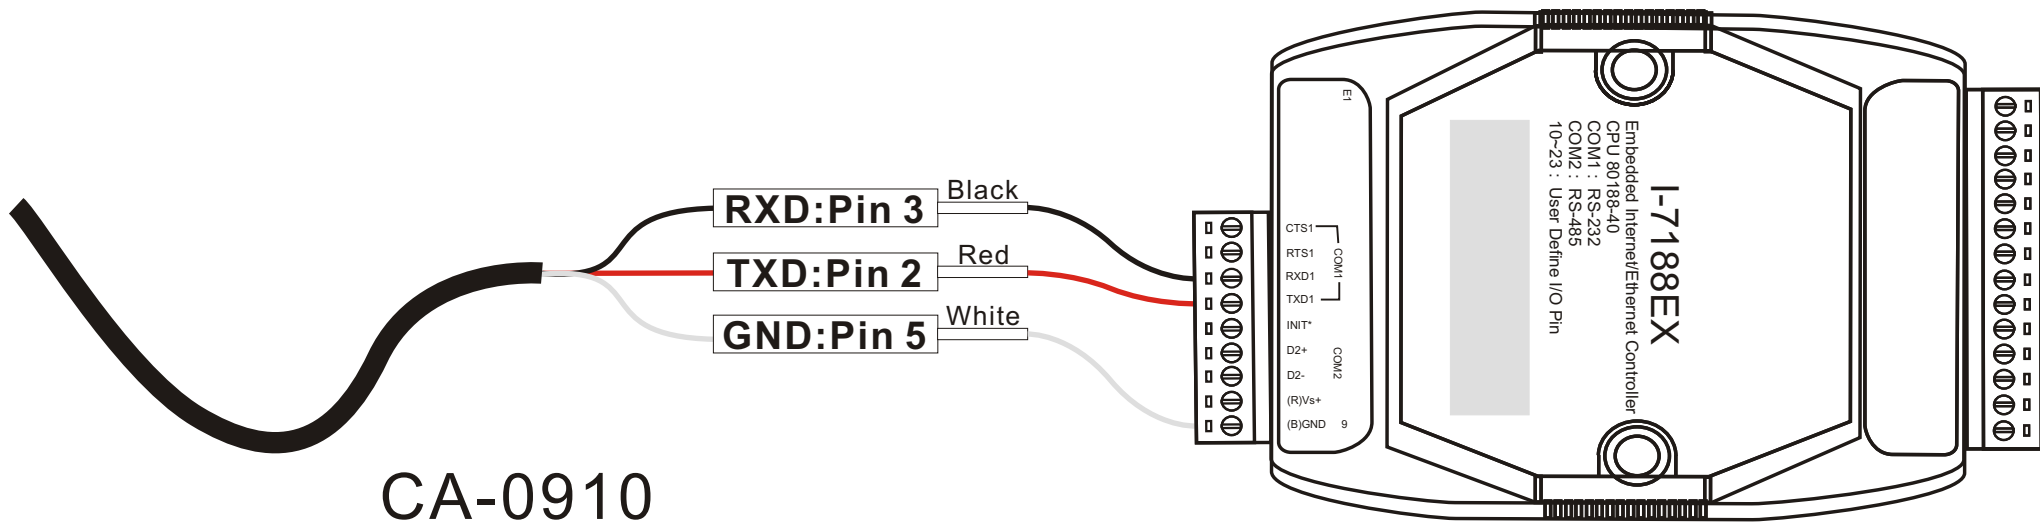 RXD:Pin 3
Black
TXD:Pin 2
Red
GND:Pin 5
White
CA-0910
E1
CTS1
RTS1
RXD1
TXD1
INIT*
D2+
D2-
(R)Vs+
(B)GND 9
COM1
COM2
I-7188EX
Embedded Internet/Ethernet Controller
CPU 80188-40
COM1 : RS-232
COM2 : RS-485
10~23 : User Define I/O Pin